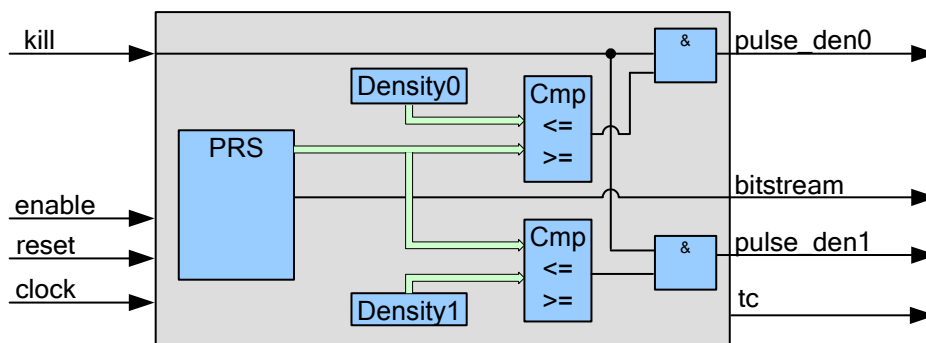 kill
&
pulse_den0
Density0
Cmp
<=
>=
PRS
bitstream
enable
reset
clock
Cmp
<=
>=
&
pulse_den1
Density1
tc